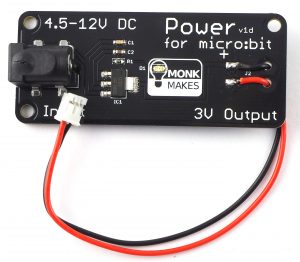 4.5-12V DC
Power v1d
for micro:bit
+
C1
C2
R1
D1
IC1
J2
MONK
MAKES
In
3V Output